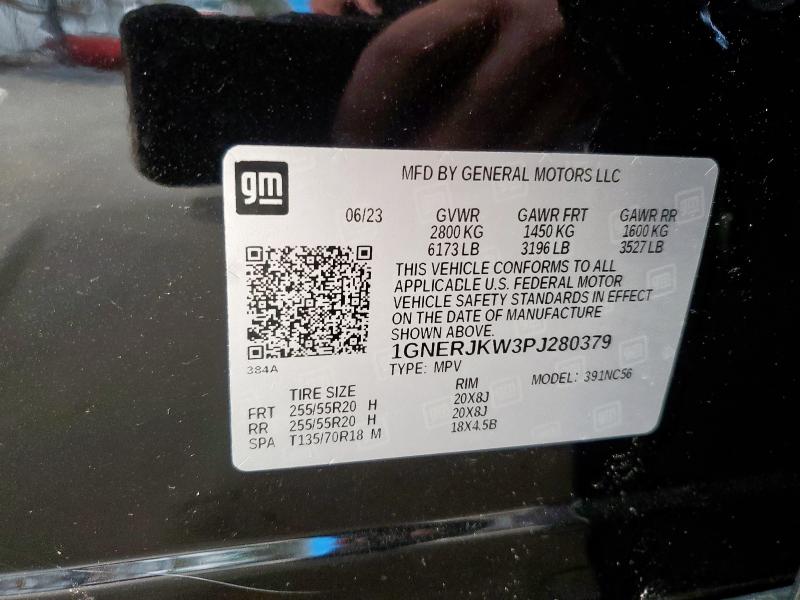 gm
MFD BY GENERAL MOTORS LLC
06/23 GVWR GAWR FRT GAWR RR
2800 KG 1450 KG 1600 KG
6173 LB 3196 LB 3527 LB
THIS VEHICLE CONFORMS TO ALL
APPLICABLE U.S. FEDERAL MOTOR
VEHICLE SAFETY STANDARDS IN EFFECT
ON THE DATE OF MANUFACTURE
SHOWN ABOVE.
1GNERJKW3PJ280379
384A
TYPE: MPV MODEL: 391NC56
TIRE SIZE RIM
FRT 255/55R20 H 20X8J
RR 255/55R20 H 20X8J
SPA T135/70R18 M 18X4.5B